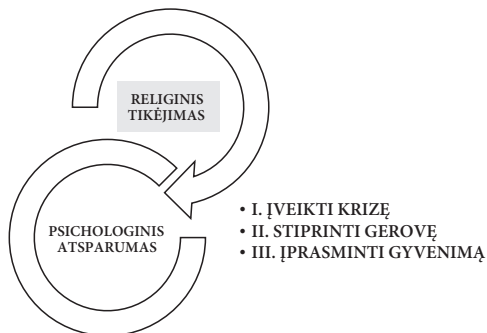 RELIGINIS
TIKĖJIMAS
PSICHOLOGINIS
ATSPARUMAS
• I. ĮVEIKTI KRIZĘ
• II. STIPRINTI GEROVĘ
• III. ĮPRASMINTI GYVENIMĄ